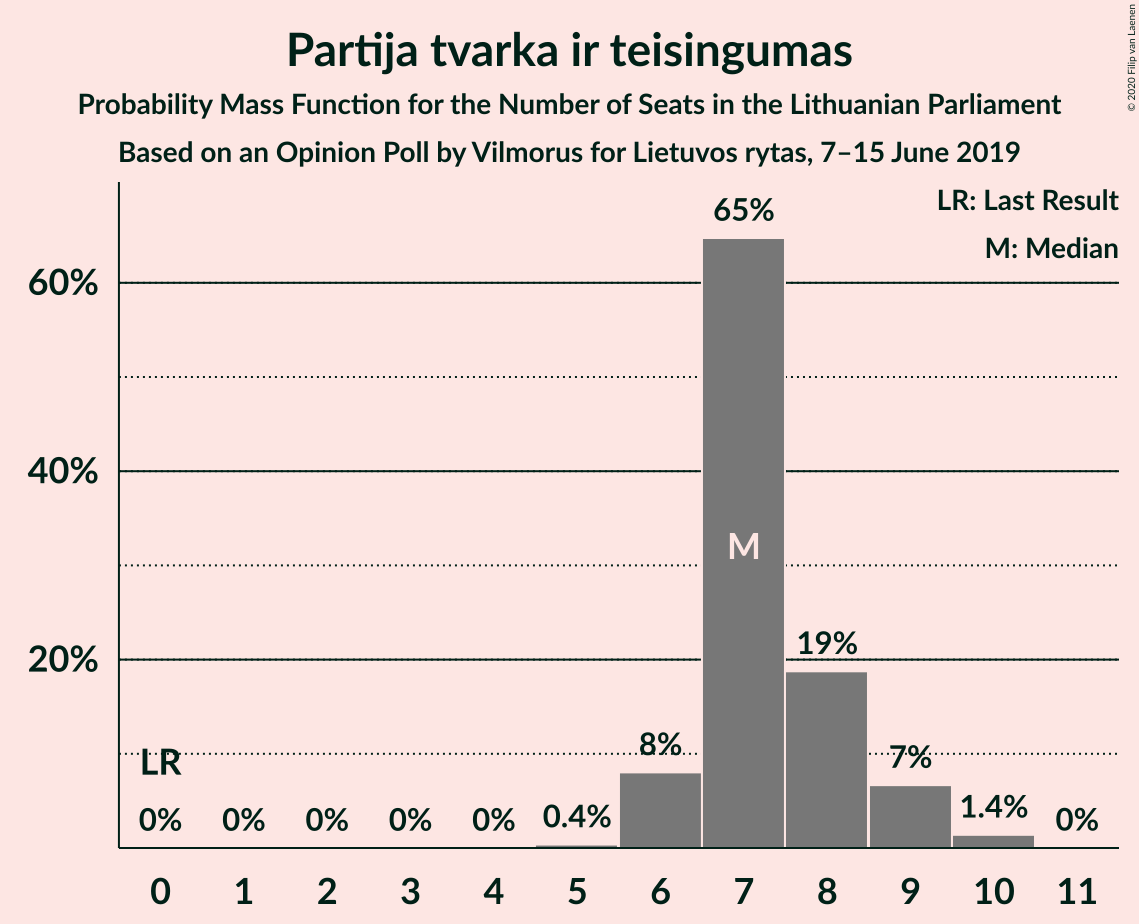 Partija tvarka ir teisingumas
Probability Mass Function for the Number of Seats in the Lithuanian Parliament
Based on an Opinion Poll by Vilmorus for Lietuvos rytas, 7–15 June 2019
© 2020 Filip van Laenen
LR: Last Result
M: Median
65%
60%
40%
M
20%
19%
8%
7%
LR
0% 0% 0% 0% 0% 0.4% 1.4% 0%
0 1 2 3 4 5 6 7 8 9 10 11